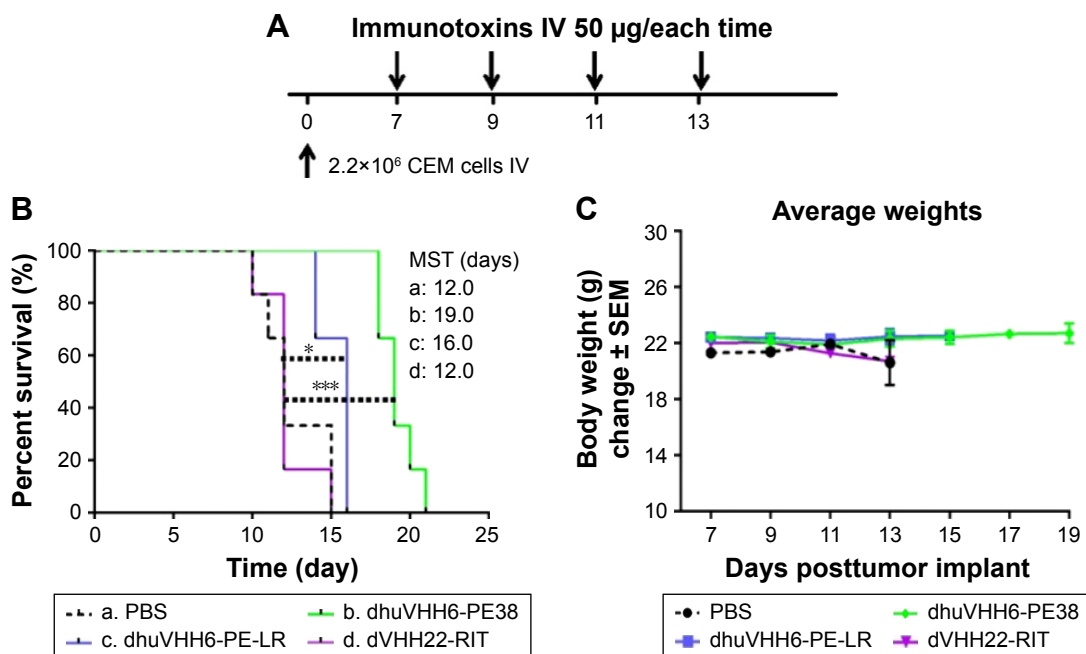 A
Immunotoxins IV 50 µg/each time
0 7 9 11 13
2.2×10⁶ CEM cells IV
B
Percent survival (%)
100
80
60
40
20
0
0 5 10 15 20 25
Time (day)
MST (days)
a: 12.0
b: 19.0
c: 16.0
d: 12.0
*
***
a. PBS b. dhuVHH6-PE38
c. dhuVHH6-PE-LR d. dVHH22-RIT
C
Average weights
Body weight (g)
change ± SEM
30
26
22
18
14
10
7 9 11 13 15 17 19
Days posttumor implant
PBS dhuVHH6-PE38
dhuVHH6-PE-LR dVHH22-RIT